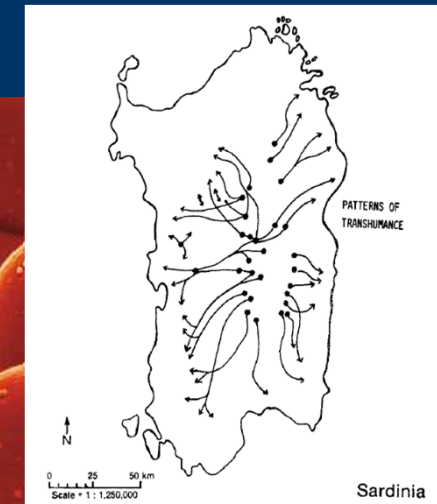 PATTERNS OF
TRANSHUMANCE
N
0 25 50 km
Scale = 1 : 1,250,000
Sardinia